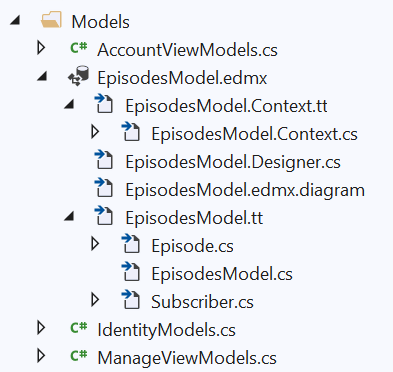 Models
C# AccountViewModels.cs
EpisodesModel.edmx
EpisodesModel.Context.tt
EpisodesModel.Context.cs
EpisodesModel.Designer.cs
EpisodesModel.edmx.diagram
EpisodesModel.tt
Episode.cs
EpisodesModel.cs
Subscriber.cs
C# IdentityModels.cs
C# ManageViewModels.cs